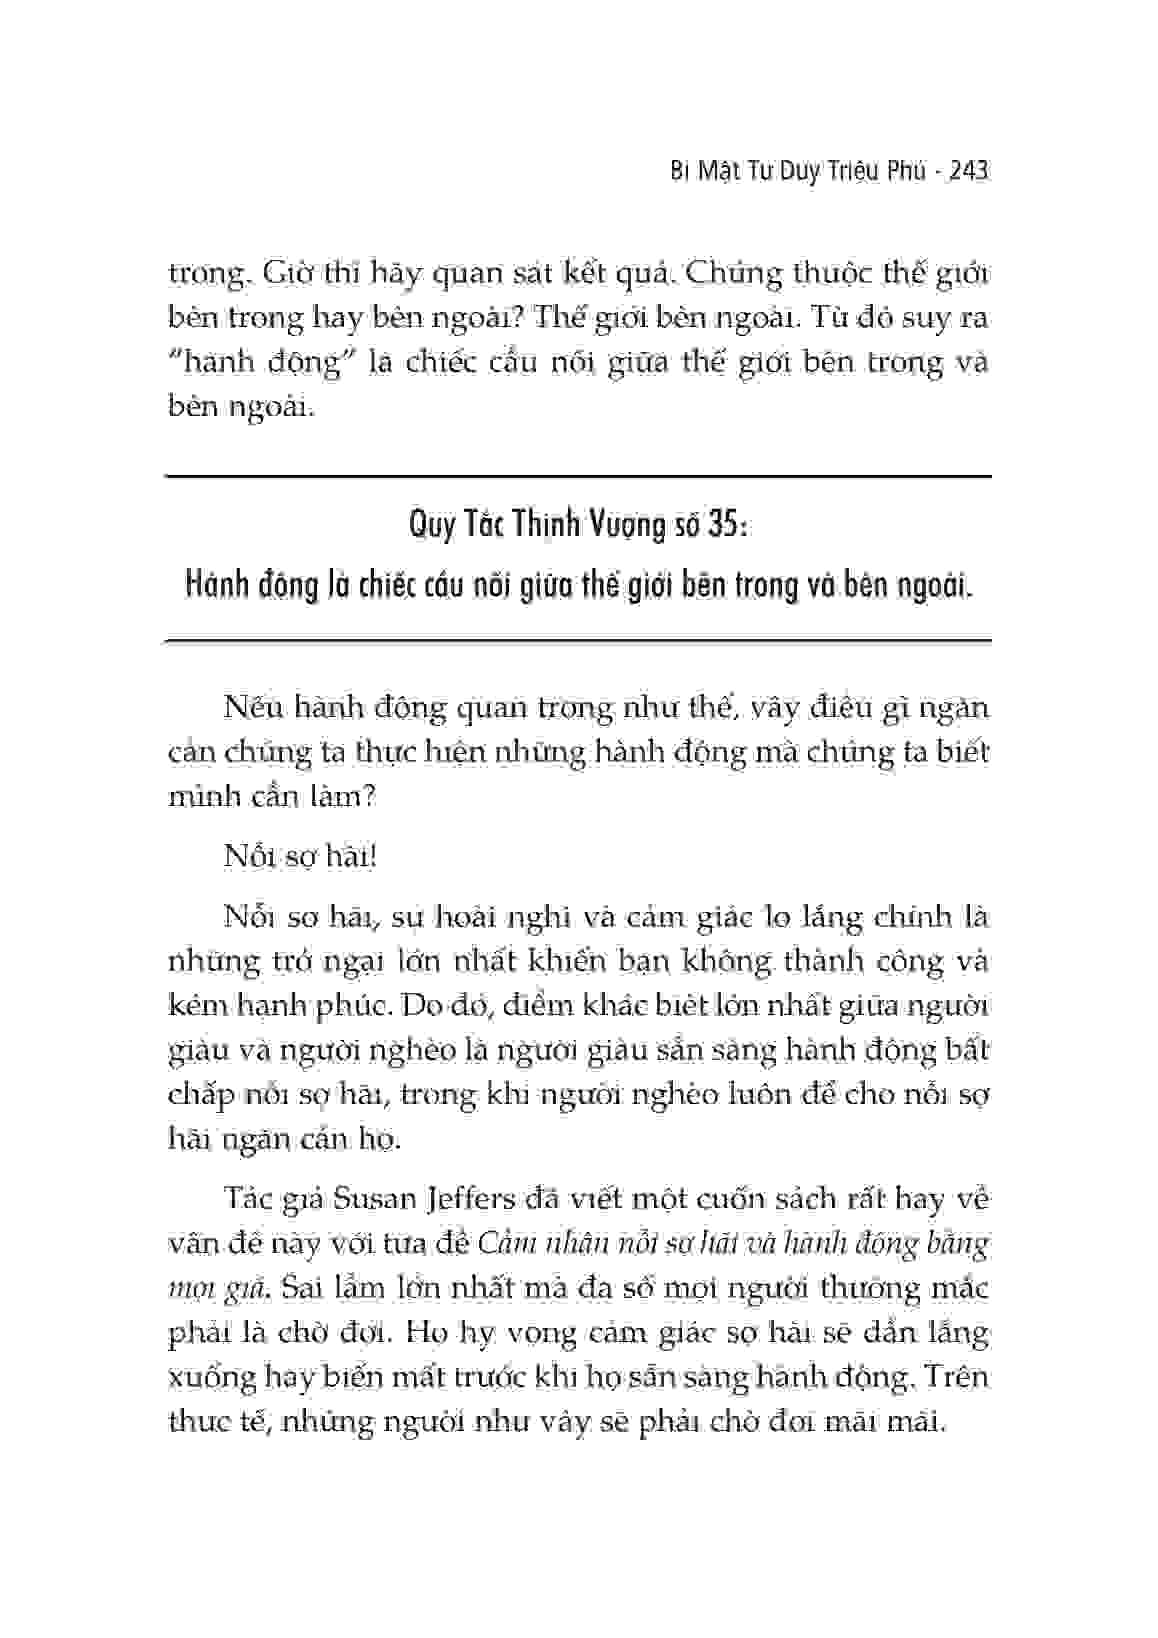 Bí Mật Tư Duy Triệu Phú - 243
trong. Giờ thì hãy quan sát kết quả. Chúng thuộc thế giới
bên trong hay bên ngoài? Thế giới bên ngoài. Từ đó suy ra
“hành động” là chiếc cầu nối giữa thế giới bên trong và
bên ngoài.
Quy Tắc Thịnh Vượng số 35:
Hành động là chiếc cầu nối giữa thế giới bên trong và bên ngoài.
Nếu hành động quan trọng như thế, vậy điều gì ngăn
cản chúng ta thực hiện những hành động mà chúng ta biết
mình cần làm?
Nỗi sợ hãi!
Nỗi sợ hãi, sự hoài nghi và cảm giác lo lắng chính là
những trở ngại lớn nhất khiến bạn không thành công và
kém hạnh phúc. Do đó, điểm khác biệt lớn nhất giữa người
giàu và người nghèo là người giàu sẵn sàng hành động bất
chấp nỗi sợ hãi, trong khi người nghèo luôn để cho nỗi sợ
hãi ngăn cản họ.
Tác giả Susan Jeffers đã viết một cuốn sách rất hay về
vấn đề này với tựa đề Cảm nhận nỗi sợ hãi và hành động bằng
mọi giá. Sai lầm lớn nhất mà đa số mọi người thường mắc
phải là chờ đợi. Họ hy vọng cảm giác sợ hãi sẽ dần lắng
xuống hay biến mất trước khi họ sẵn sàng hành động. Trên
thực tế, những người như vậy sẽ phải chờ đợi mãi mãi.